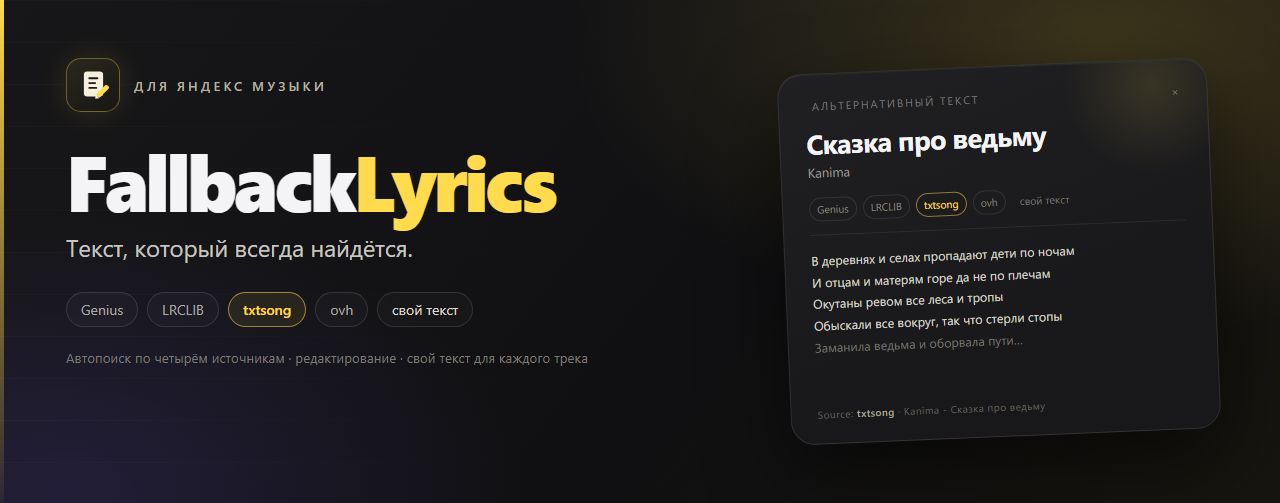 ДЛЯ ЯНДЕКС МУЗЫКИ
FallbackLyrics
Текст, который всегда найдётся.
Genius LRCLIB txtsong ovh свой текст
Автопоиск по четырём источникам · редактирование · свой текст для каждого трека
АЛЬТЕРНАТИВНЫЙ ТЕКСТ ×
Сказка про ведьму
Kanima
Genius LRCLIB txtsong ovh свой текст
В деревнях и селах пропадают дети по ночам
И отцам и матерям горе да не по плечам
Окутаны ревом все леса и тропы
Обыскали все вокруг, так что стерли стопы
Заманила ведьма и оборвала пути...
Source: txtsong · Kanima - Сказка про ведьму